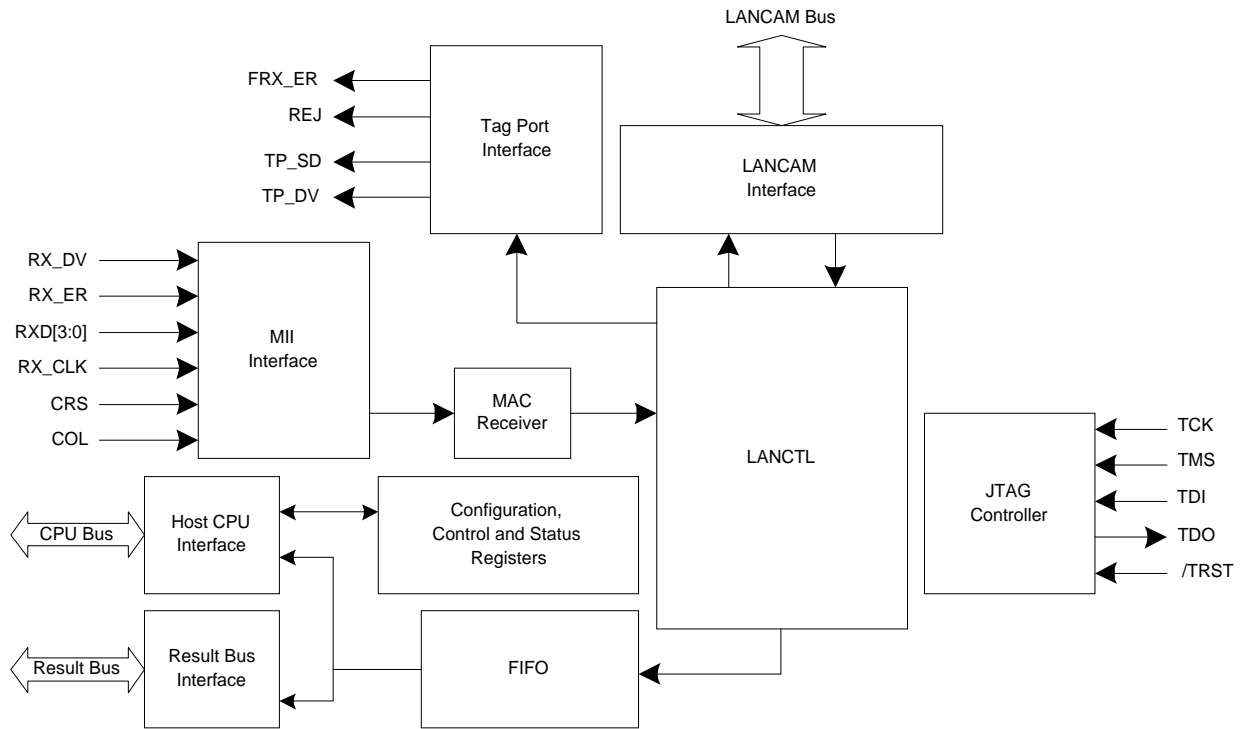 LANCAM Bus
FRX_ER
REJ
TP_SD
TP_DV
Tag Port
Interface
LANCAM
Interface
RX_DV
RX_ER
RXD[3:0]
RX_CLK
CRS
COL
MII
Interface
MAC
Receiver
LANCTL
JTAG
Controller
TCK
TMS
TDI
TDO
/TRST
CPU Bus
Host CPU
Interface
Configuration,
Control and Status
Registers
Result Bus
Result Bus
Interface
FIFO